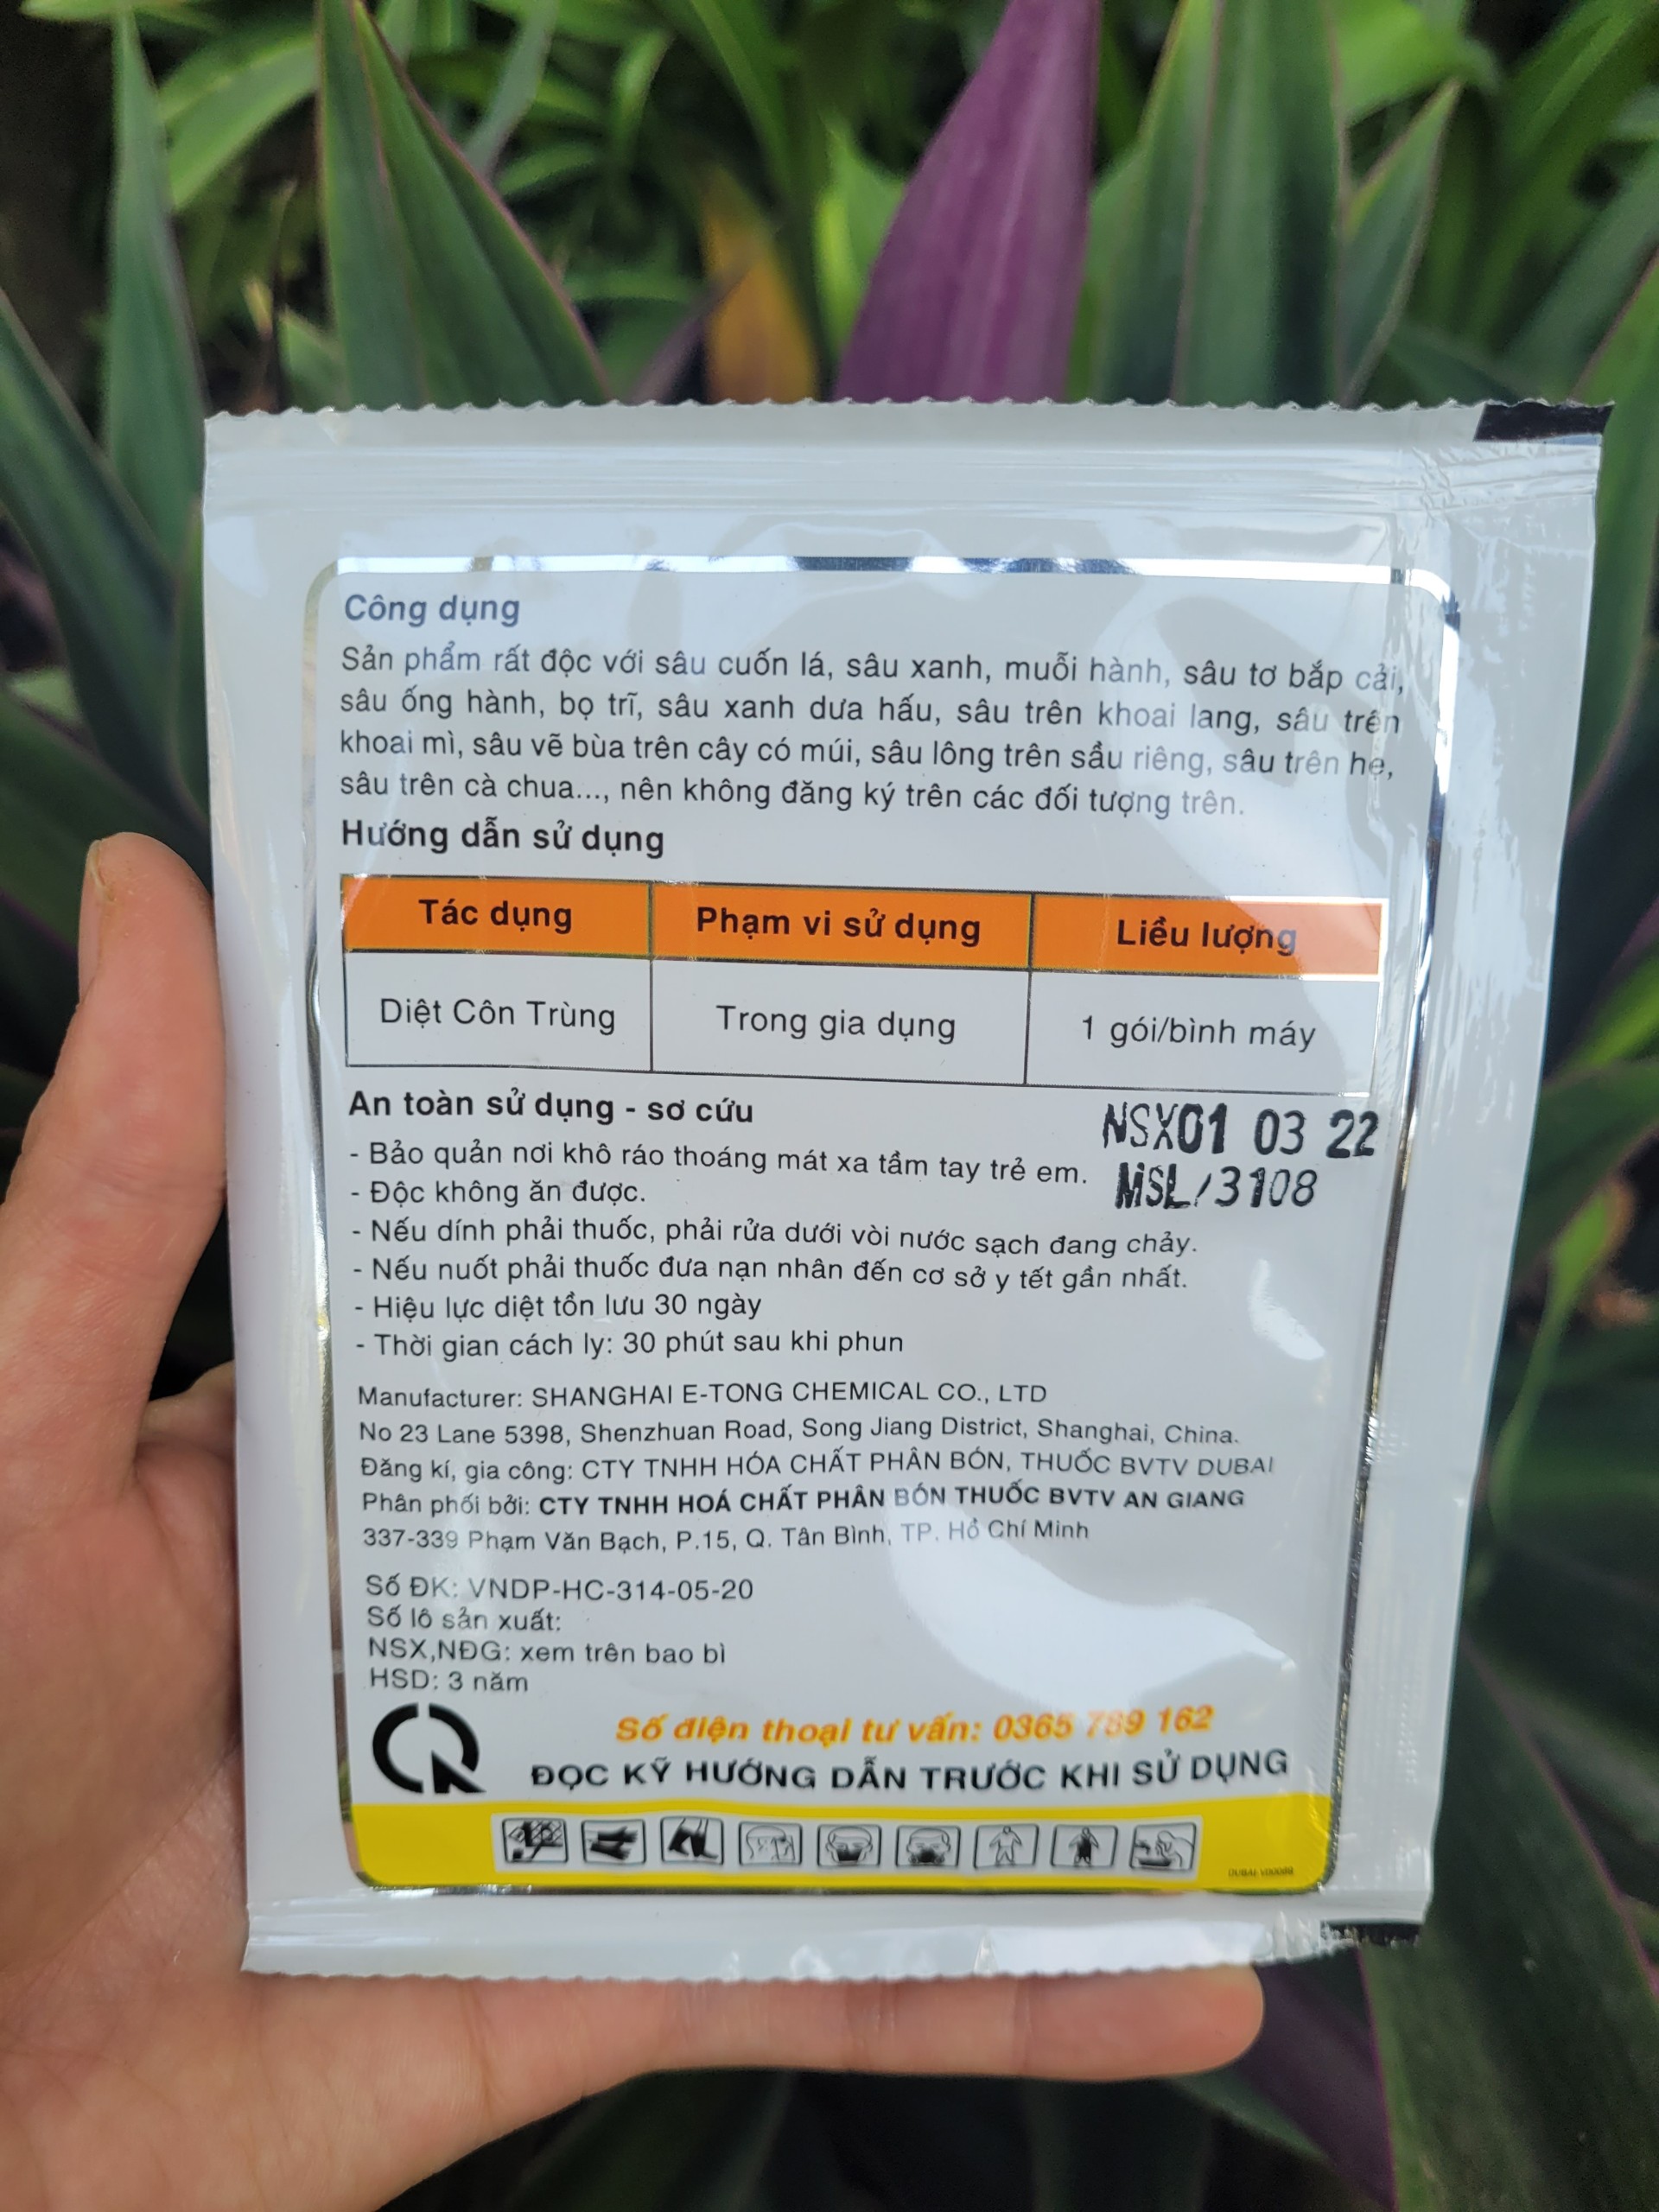 Công dụng
Sản phẩm rất độc với sâu cuốn lá, sâu xanh, muỗi hành, sâu tơ bắp cải,
sâu ống hành, bọ trĩ, sâu xanh dưa hấu, sâu trên khoai lang, sâu trên
khoai mì, sâu vẽ bùa trên cây có múi, sâu lông trên sầu riêng, sâu trên hẹ,
sâu trên cà chua..., nên không đăng ký trên các đối tượng trên.
Hướng dẫn sử dụng
Tác dụng Phạm vi sử dụng Liều lượng
Diệt Côn Trùng Trong gia dụng 1 gói/bình máy
An toàn sử dụng - sơ cứu
NSX01 03 22
- Bảo quản nơi khô ráo thoáng mát xa tầm tay trẻ em.
MSL/3108
- Độc không ăn được.
- Nếu dính phải thuốc, phải rửa dưới vòi nước sạch đang chảy.
- Nếu nuốt phải thuốc đưa nạn nhân đến cơ sở y tết gần nhất.
- Hiệu lực diệt tồn lưu 30 ngày
- Thời gian cách ly: 30 phút sau khi phun
Manufacturer: SHANGHAI E-TONG CHEMICAL CO., LTD
No 23 Lane 5398, Shenzhuan Road, Song Jiang District, Shanghai, China.
Đăng kí, gia công: CTY TNHH HÓA CHẤT PHÂN BÓN, THUỐC BVTV DUBAI
Phân phối bởi: CTY TNHH HOÁ CHẤT PHÂN BÓN THUỐC BVTV AN GIANG
337-339 Phạm Văn Bạch, P.15, Q. Tân Bình, TP. Hồ Chí Minh
Số ĐK: VNDP-HC-314-05-20
Số lô sản xuất:
NSX,NĐG: xem trên bao bì
HSD: 3 năm
Số điện thoại tư vấn: 0365 789 162
ĐỌC KỸ HƯỚNG DẪN TRƯỚC KHI SỬ DỤNG